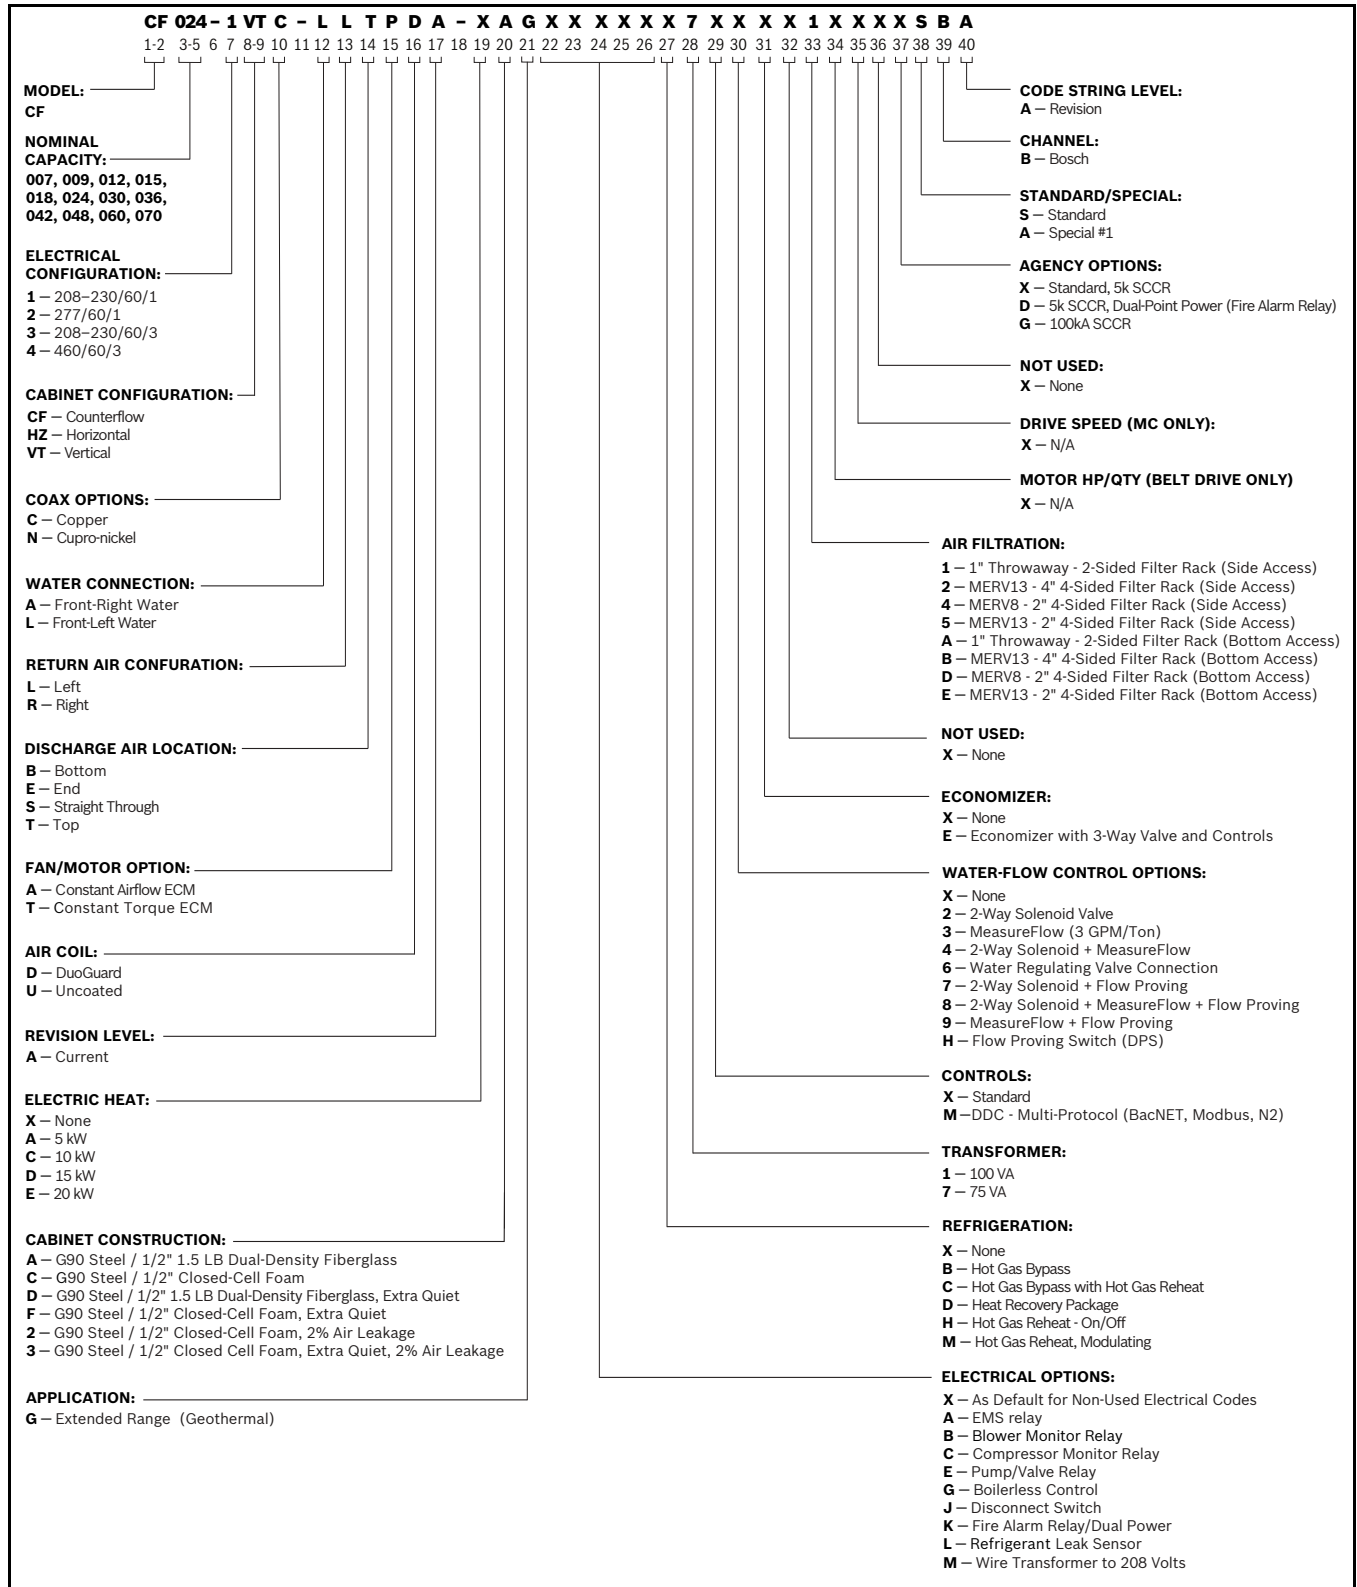 CF 024 – 1 VT C – L L T P D A – X A G X X X X X X 7 X X X X 1 X X X X S B A
1-2 3-5 6 7 8-9 10 11 12 13 14 15 16 17 18 19 20 21 22 23 24 25 26 27 28 29 30 31 32 33 34 35 36 37 38 39 40
MODEL:
CF
NOMINAL
CAPACITY:
007, 009, 012, 015,
018, 024, 030, 036,
042, 048, 060, 070
ELECTRICAL
CONFIGURATION:
1 – 208–230/60/1
2 – 277/60/1
3 – 208–230/60/3
4 – 460/60/3
CABINET CONFIGURATION:
CF – Counterflow
HZ – Horizontal
VT – Vertical
COAX OPTIONS:
C – Copper
N – Cupro-nickel
WATER CONNECTION:
A – Front-Right Water
L – Front-Left Water
RETURN AIR CONFURATION:
L – Left
R – Right
DISCHARGE AIR LOCATION:
B – Bottom
E – End
S – Straight Through
T – Top
FAN/MOTOR OPTION:
A – Constant Airflow ECM
T – Constant Torque ECM
AIR COIL:
D – DuoGuard
U – Uncoated
REVISION LEVEL:
A – Current
ELECTRIC HEAT:
X – None
A – 5 kW
C – 10 kW
D – 15 kW
E – 20 kW
CABINET CONSTRUCTION:
A – G90 Steel / 1/2" 1.5 LB Dual-Density Fiberglass
C – G90 Steel / 1/2" Closed-Cell Foam
D – G90 Steel / 1/2" 1.5 LB Dual-Density Fiberglass, Extra Quiet
F – G90 Steel / 1/2" Closed-Cell Foam, Extra Quiet
2 – G90 Steel / 1/2" Closed-Cell Foam, 2% Air Leakage
3 – G90 Steel / 1/2" Closed Cell Foam, Extra Quiet, 2% Air Leakage
APPLICATION:
G – Extended Range (Geothermal)
CODE STRING LEVEL:
A – Revision
CHANNEL:
B – Bosch
STANDARD/SPECIAL:
S – Standard
A – Special #1
AGENCY OPTIONS:
X – Standard, 5k SCCR
D – 5k SCCR, Dual-Point Power (Fire Alarm Relay)
G – 100kA SCCR
NOT USED:
X – None
DRIVE SPEED (MC ONLY):
X – N/A
MOTOR HP/QTY (BELT DRIVE ONLY)
X – N/A
AIR FILTRATION:
1 – 1" Throwaway - 2-Sided Filter Rack (Side Access)
2 – MERV13 - 4" 4-Sided Filter Rack (Side Access)
4 – MERV8 - 2" 4-Sided Filter Rack (Side Access)
5 – MERV13 - 2" 4-Sided Filter Rack (Side Access)
A – 1" Throwaway - 2-Sided Filter Rack (Bottom Access)
B – MERV13 - 4" 4-Sided Filter Rack (Bottom Access)
D – MERV8 - 2" 4-Sided Filter Rack (Bottom Access)
E – MERV13 - 2" 4-Sided Filter Rack (Bottom Access)
NOT USED:
X – None
ECONOMIZER:
X – None
E – Economizer with 3-Way Valve and Controls
WATER-FLOW CONTROL OPTIONS:
X – None
2 – 2-Way Solenoid Valve
3 – MeasureFlow (3 GPM/Ton)
4 – 2-Way Solenoid + MeasureFlow
6 – Water Regulating Valve Connection
7 – 2-Way Solenoid + Flow Proving
8 – 2-Way Solenoid + MeasureFlow + Flow Proving
9 – MeasureFlow + Flow Proving
H – Flow Proving Switch (DPS)
CONTROLS:
X – Standard
M –DDC - Multi-Protocol (BacNET, Modbus, N2)
TRANSFORMER:
1 – 100 VA
7 – 75 VA
REFRIGERATION:
X – None
B – Hot Gas Bypass
C – Hot Gas Bypass with Hot Gas Reheat
D – Heat Recovery Package
H – Hot Gas Reheat - On/Off
M – Hot Gas Reheat, Modulating
ELECTRICAL OPTIONS:
X – As Default for Non-Used Electrical Codes
A – EMS relay
B – Blower Monitor Relay
C – Compressor Monitor Relay
E – Pump/Valve Relay
G – Boilerless Control
J – Disconnect Switch
K – Fire Alarm Relay/Dual Power
L – Refrigerant Leak Sensor
M – Wire Transformer to 208 Volts